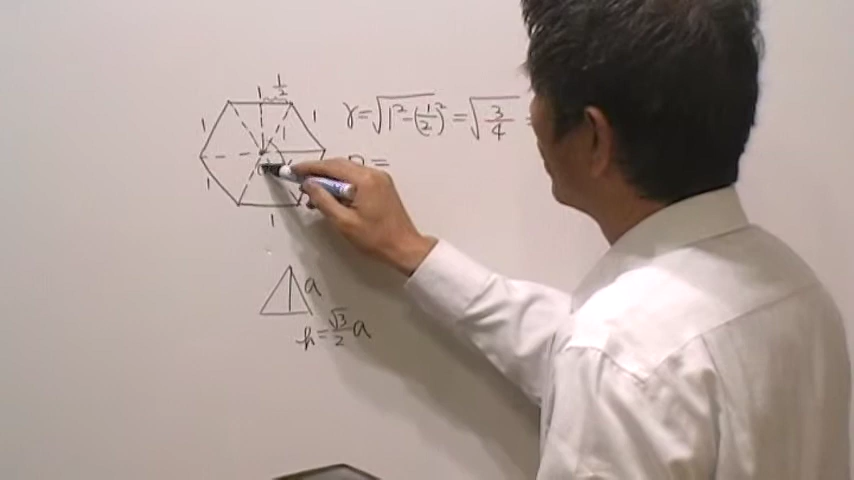 1 1/2
1 1 1
r = √(1² - (1/2)²) = √(3/4) =
1
=
1
a
h = √3/2 a